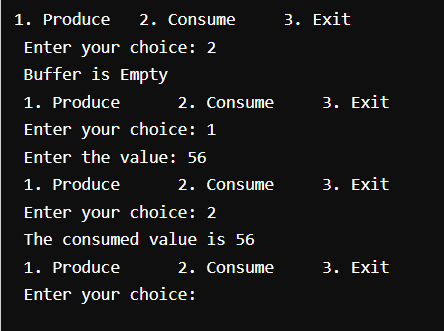 1. Produce   2. Consume     3. Exit
Enter your choice: 2
Buffer is Empty
1. Produce      2. Consume     3. Exit
Enter your choice: 1
Enter the value: 56
1. Produce      2. Consume     3. Exit
Enter your choice: 2
The consumed value is 56
1. Produce      2. Consume     3. Exit
Enter your choice: